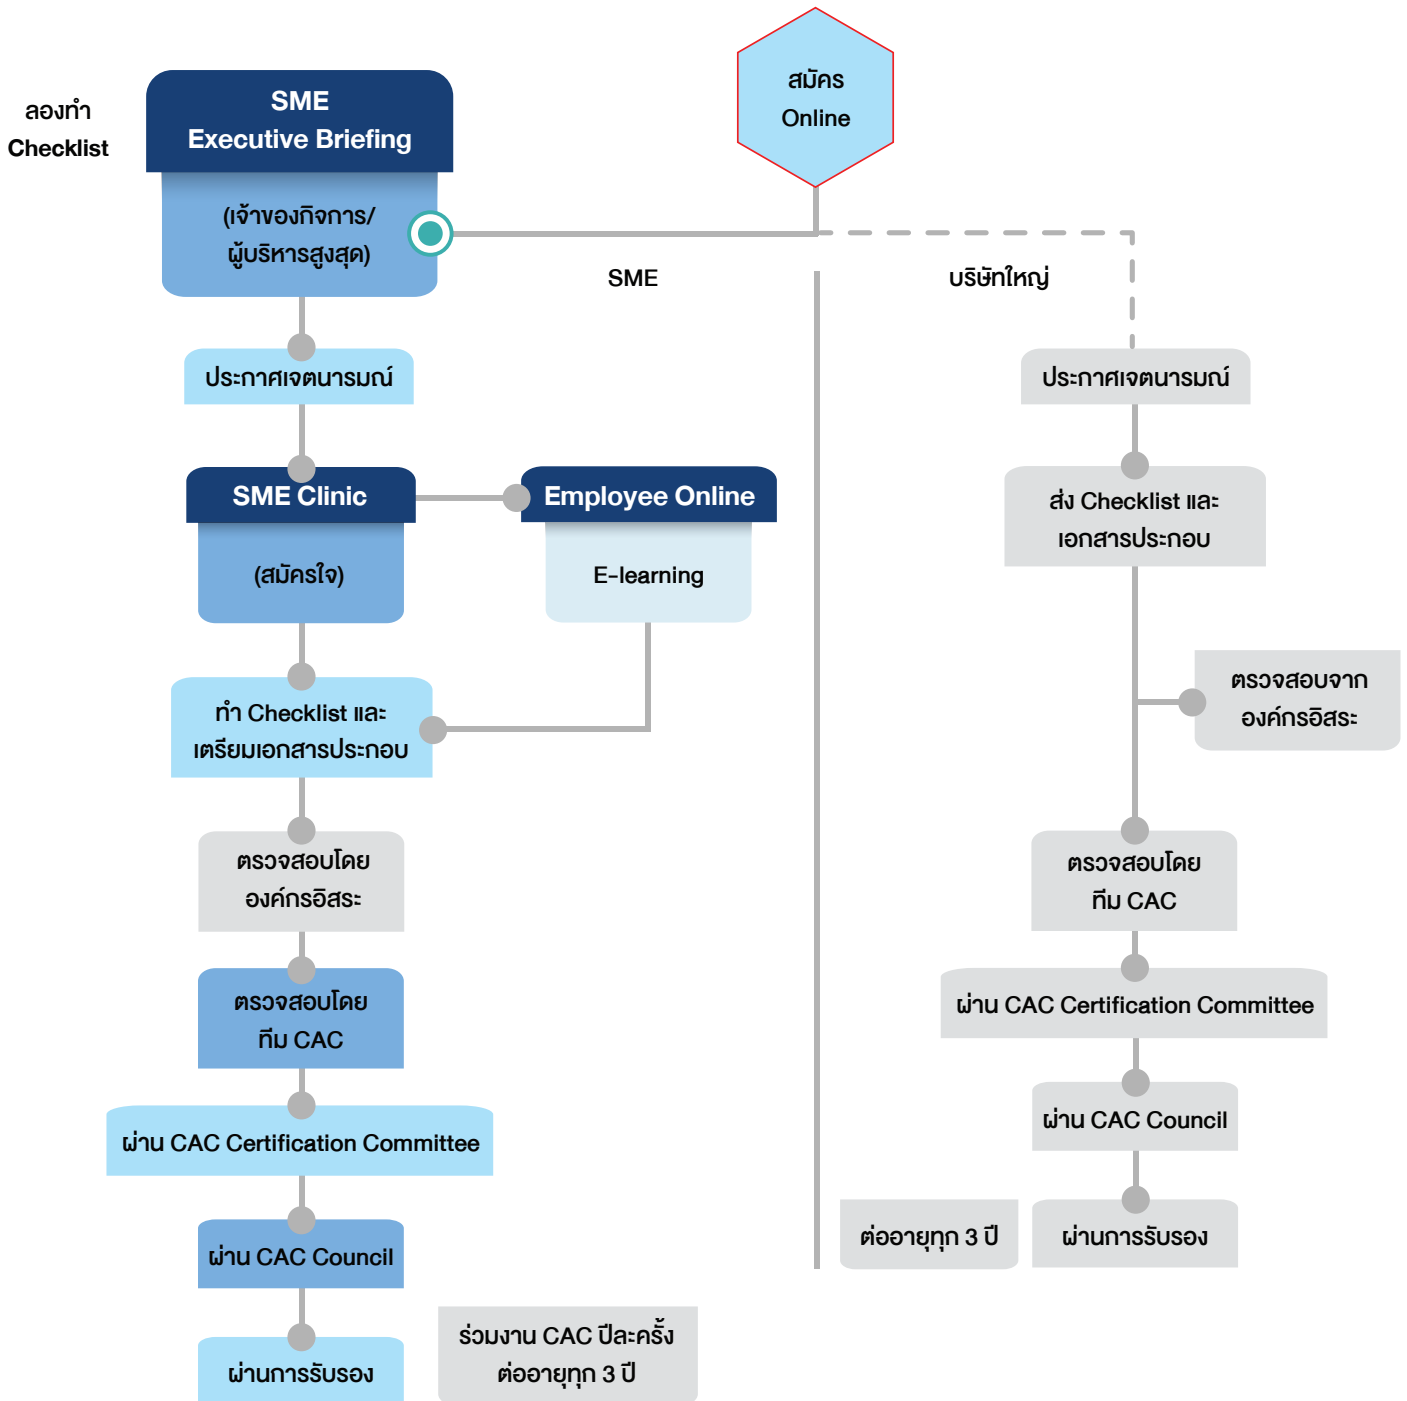 สมัคร
Online
ลองทำ
Checklist
SME
Executive Briefing
(เจ้าของกิจการ/
ผู้บริหารสูงสุด)
SME
บริษัทใหญ่
ประกาศเจตนารมณ์
ประกาศเจตนารมณ์
SME Clinic
(สมัครใจ)
Employee Online
E-learning
ส่ง Checklist และ
เอกสารประกอบ
ทำ Checklist และ
เตรียมเอกสารประกอบ
ตรวจสอบจาก
องค์กรอิสระ
ตรวจสอบโดย
องค์กรอิสระ
ตรวจสอบโดย
ทีม CAC
ตรวจสอบโดย
ทีม CAC
ผ่าน CAC Certification Committee
ผ่าน CAC Certification Committee
ผ่าน CAC Council
ผ่าน CAC Council
ต่ออายุทุก 3 ปี
ผ่านการรับรอง
ร่วมงาน CAC ปีละครั้ง
ต่ออายุทุก 3 ปี
ผ่านการรับรอง